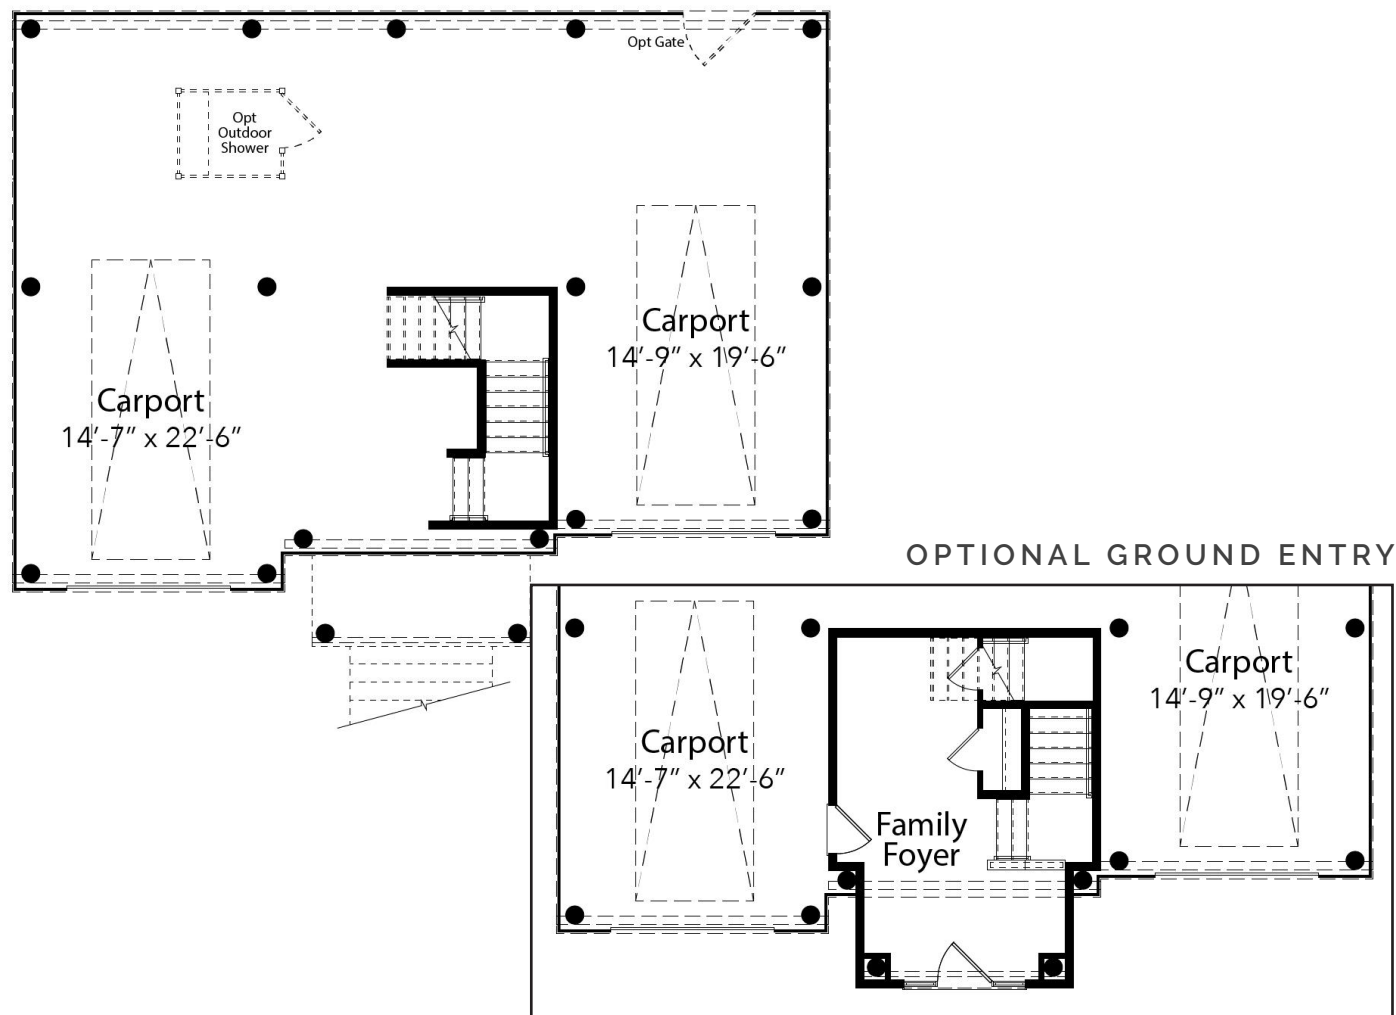 Opt Gate
Opt
Outdoor
Shower
Carport
14’-9” x 19’-6”
Carport
14’-7” x 22’-6”
OPTIONAL GROUND ENTRY
Carport
14’-9” x 19’-6”
Carport
14’-7” x 22’-6”
Family
Foyer